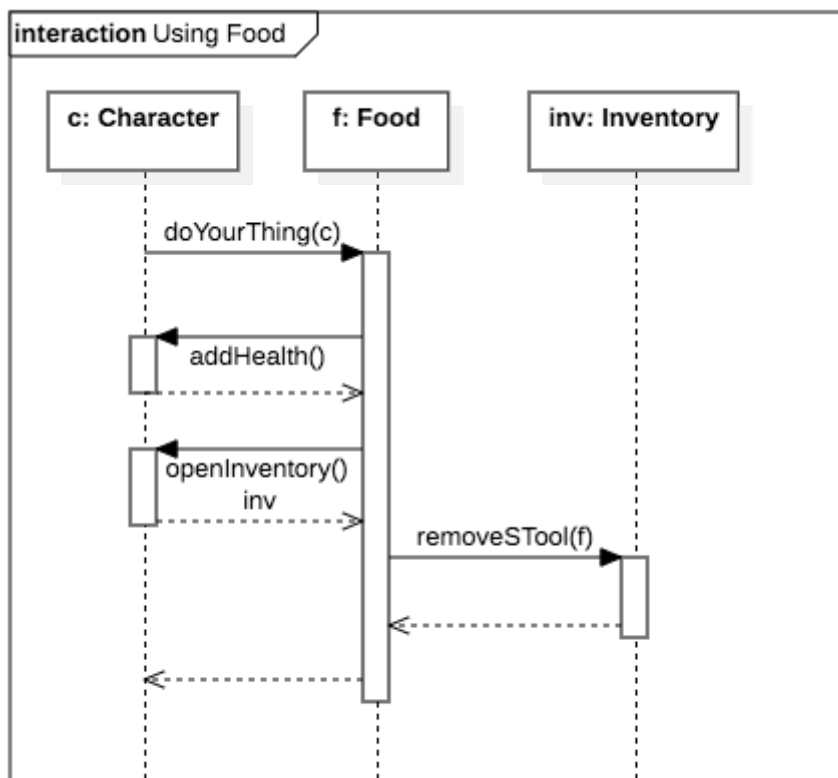 interaction Using Food
c: Character
f: Food
inv: Inventory
doYourThing(c)
addHealth()
openInventory()
inv
removeSTool(f)